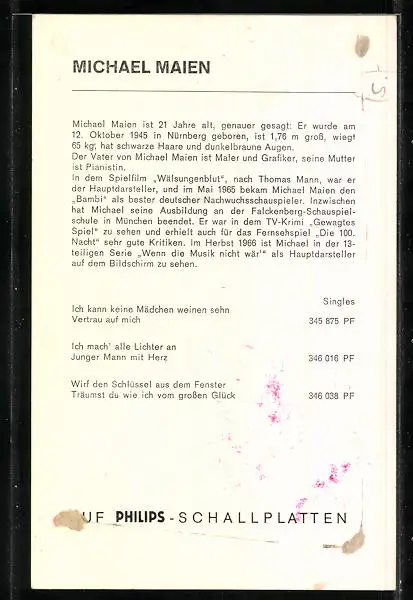 MICHAEL MAIEN
Michael Maien ist 21 Jahre alt, genauer gesagt: Er wurde am
12. Oktober 1945 in Nürnberg geboren, ist 1,76 m groß, wiegt
65 kg, hat schwarze Haare und dunkelbraune Augen.
Der Vater von Michael Maien ist Maler und Grafiker, seine Mutter
ist Pianistin.
In dem Spielfilm „Wälsungenblut", nach Thomas Mann, war er
der Hauptdarsteller, und im Mai 1965 bekam Michael Maien den
„Bambi" als bester deutscher Nachwuchsschauspieler. Inzwischen
hat Michael seine Ausbildung an der Falckenberg-Schauspiel-
schule in München beendet. Er war in dem TV-Krimi „Gewagtes
Spiel" zu sehen und erhielt auch für das Fernsehspiel „Die 100.
Nacht" sehr gute Kritiken. Im Herbst 1966 ist Michael in der 13-
teiligen Serie „Wenn die Musik nicht wär'" als Hauptdarsteller
auf dem Bildschirm zu sehen.
Singles
Ich kann keine Mädchen weinen sehn
Vertrau auf mich 345 875 PF
Ich mach' alle Lichter an
Junger Mann mit Herz 346 016 PF
Wirf den Schlüssel aus dem Fenster
Träumst du wie ich vom großen Glück 346 038 PF
UF PHILIPS-SCHALLPLATTEN